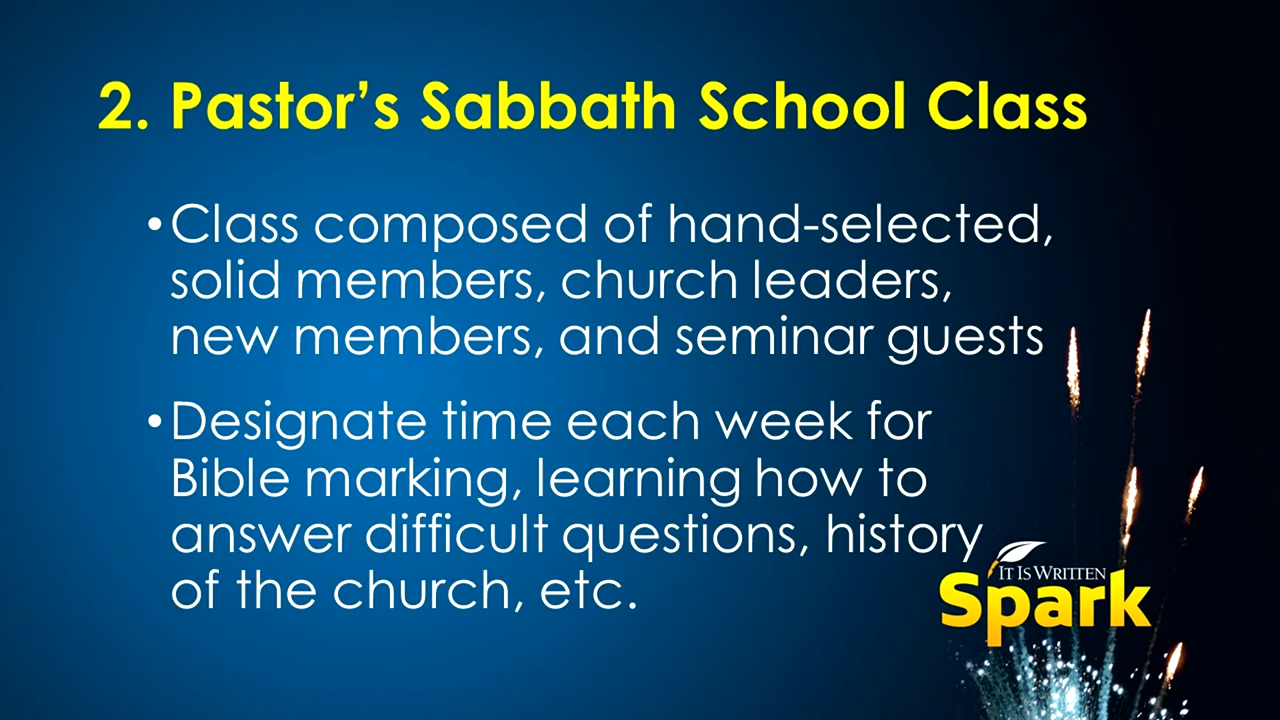 2. Pastor’s Sabbath School Class
•Class composed of hand-selected,
solid members, church leaders,
new members, and seminar guests
•Designate time each week for
Bible marking, learning how to
answer difficult questions, history
of the church, etc.
IT IS WRITTEN
Spark